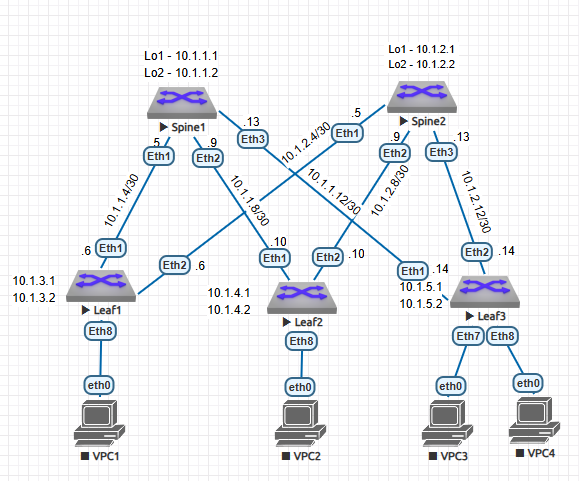 Lo1 - 10.1.1.1
Lo2 - 10.1.1.2
Lo1 - 10.1.2.1
Lo2 - 10.1.2.2
Spine1
Spine2
.5
Eth1
.9
Eth2
.13
Eth3
.5
Eth1
.9
Eth2
.13
Eth3
10.1.1.4/30
10.1.1.8/30
10.1.2.4/30
10.1.1.12/30
10.1.2.8/30
10.1.2.12/30
.6
Eth1
Eth2
.6
.10
Eth1
Eth2
.10
Eth1
.14
Eth2
.14
10.1.3.1
10.1.3.2
Leaf1
10.1.4.1
10.1.4.2
Leaf2
10.1.5.1
10.1.5.2
Leaf3
Eth8
Eth8
Eth7
Eth8
eth0
eth0
eth0
eth0
VPC1
VPC2
VPC3
VPC4